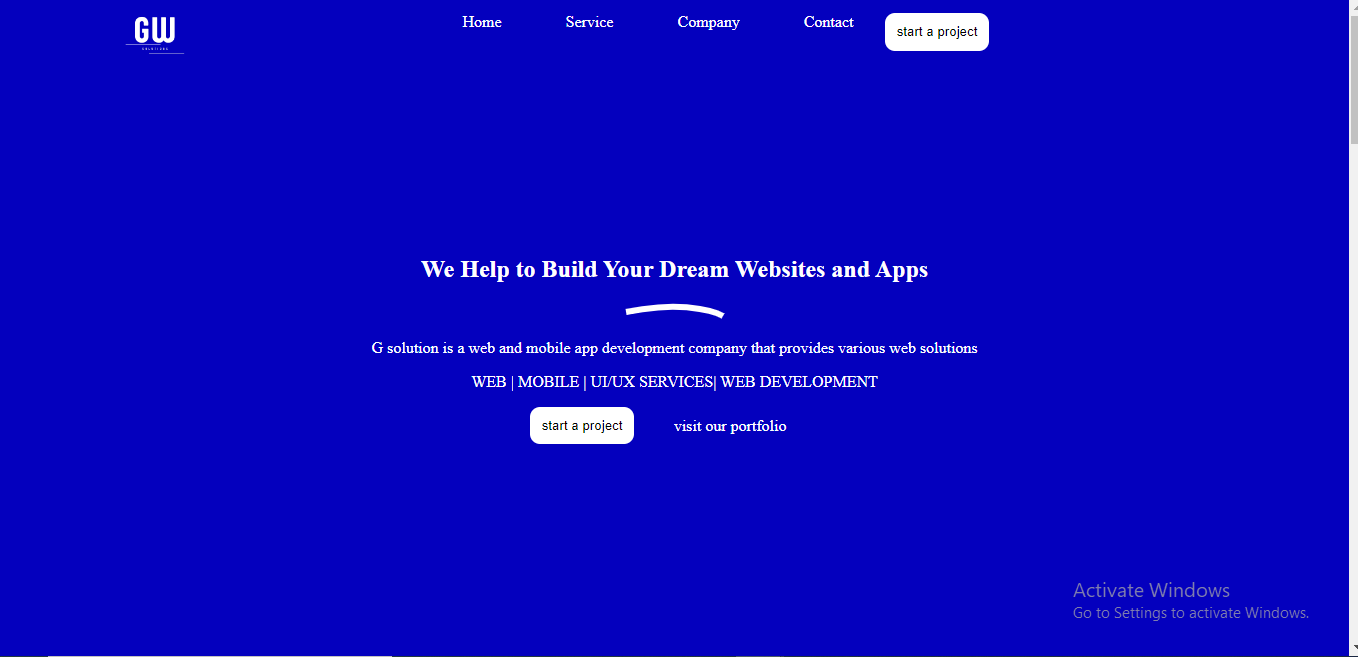 GW
SOLUTIONS
Home Service Company Contact start a project
We Help to Build Your Dream Websites and Apps
G solution is a web and mobile app development company that provides various web solutions
WEB | MOBILE | UI/UX SERVICES| WEB DEVELOPMENT
start a project visit our portfolio
Activate Windows
Go to Settings to activate Windows.